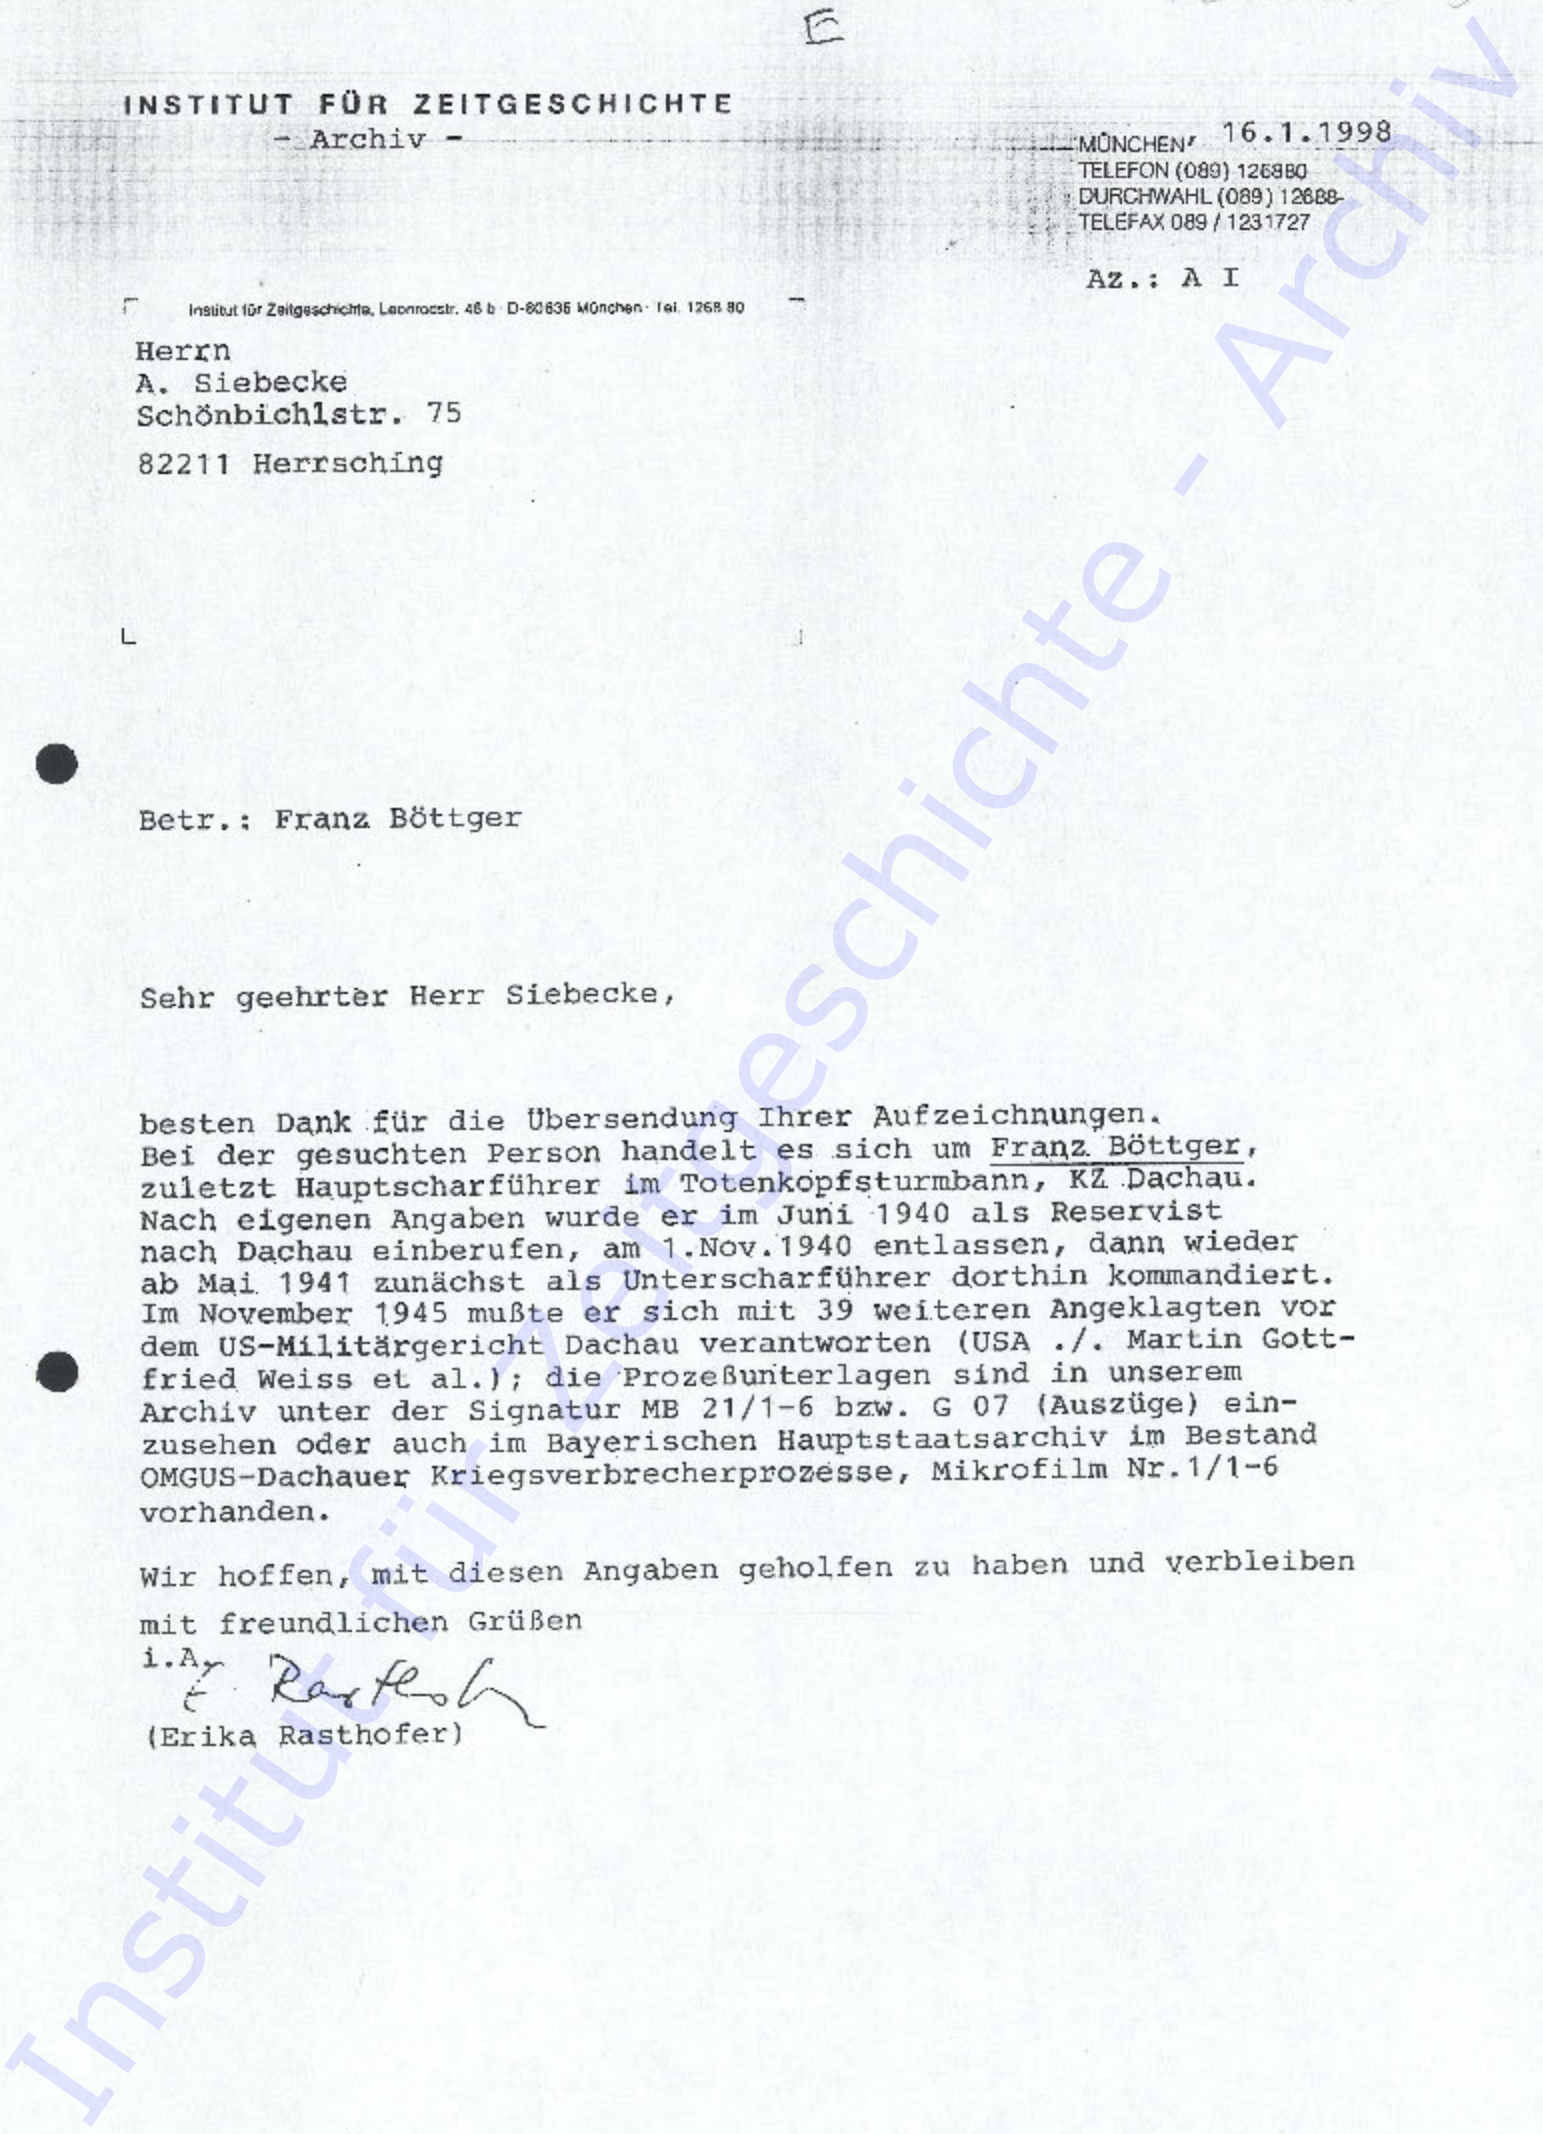 E
INSTITUT FÜR ZEITGESCHICHTE
- Archiv -
MÜNCHEN, 16.1.1998
TELEFON (089) 126880
DURCHWAHL (089) 12688-
TELEFAX 089 / 1231727
Az.: A I
Institut für Zeitgeschichte, Leonrodstr. 46 b · D-80636 München · Tel. 1268 80
Herrn
A. Siebecke
Schönbichlstr. 75
82211 Herrsching
Betr.: Franz Böttger
Sehr geehrter Herr Siebecke,
besten Dank für die Übersendung Ihrer Aufzeichnungen.
Bei der gesuchten Person handelt es sich um Franz Böttger,
zuletzt Hauptscharführer im Totenkopfsturmbann, KZ Dachau.
Nach eigenen Angaben wurde er im Juni 1940 als Reservist
nach Dachau einberufen, am 1.Nov.1940 entlassen, dann wieder
ab Mai 1941 zunächst als Unterscharführer dorthin kommandiert.
Im November 1945 mußte er sich mit 39 weiteren Angeklagten vor
dem US-Militärgericht Dachau verantworten (USA ./. Martin Gott-
fried Weiss et al.); die Prozeßunterlagen sind in unserem
Archiv unter der Signatur MB 21/1-6 bzw. G 07 (Auszüge) ein-
zusehen oder auch im Bayerischen Hauptstaatsarchiv im Bestand
OMGUS-Dachauer Kriegsverbrecherprozesse, Mikrofilm Nr.1/1-6
vorhanden.
Wir hoffen, mit diesen Angaben geholfen zu haben und verbleiben
mit freundlichen Grüßen
i.A.
E. Rasthofer
(Erika Rasthofer)
Institut für Zeitgeschichte - Archiv